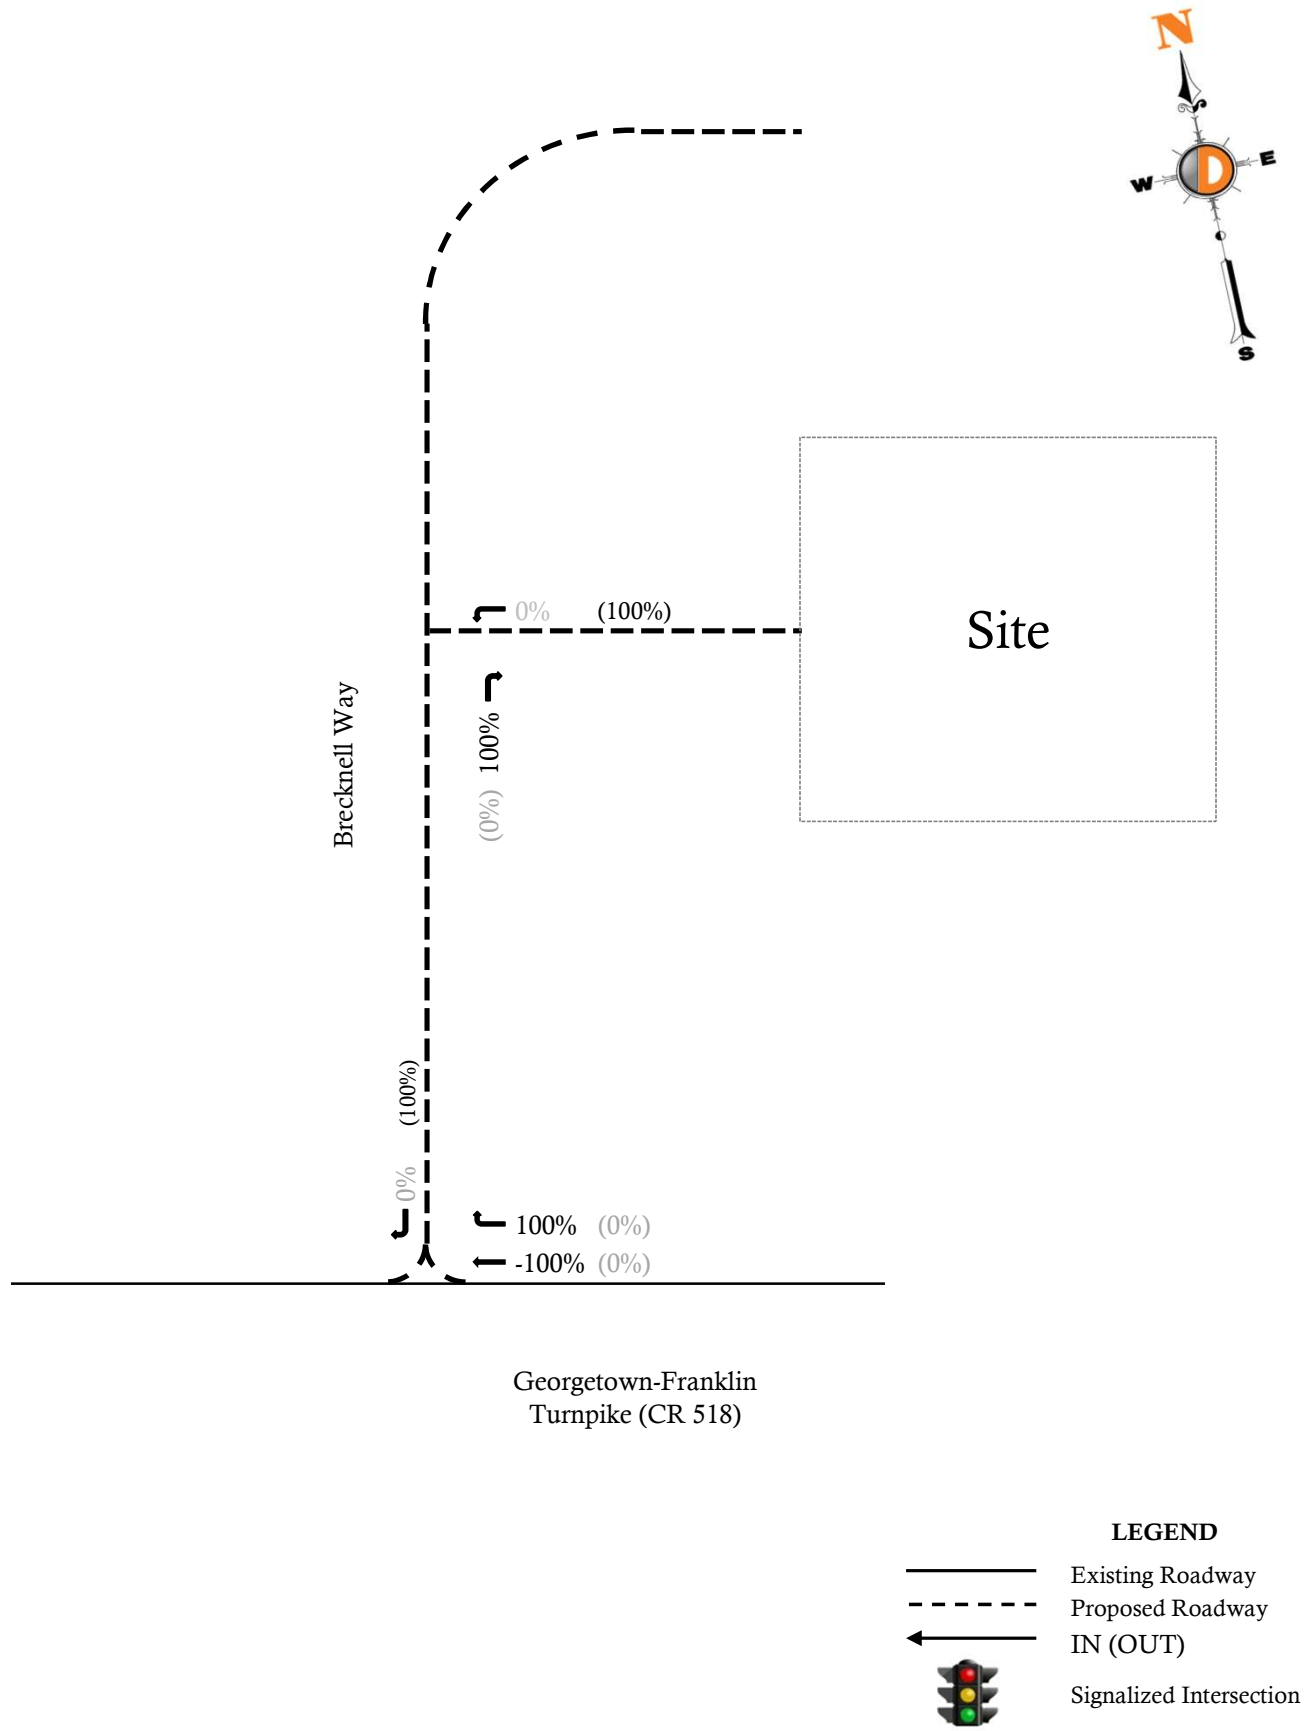 N
W
E
D
S
0% (100%)
Site
(0%) 100%
Brecknell Way
(100%)
0%
100% (0%)
-100% (0%)
Georgetown-Franklin
Turnpike (CR 518)
LEGEND
Existing Roadway
Proposed Roadway
IN (OUT)
Signalized Intersection